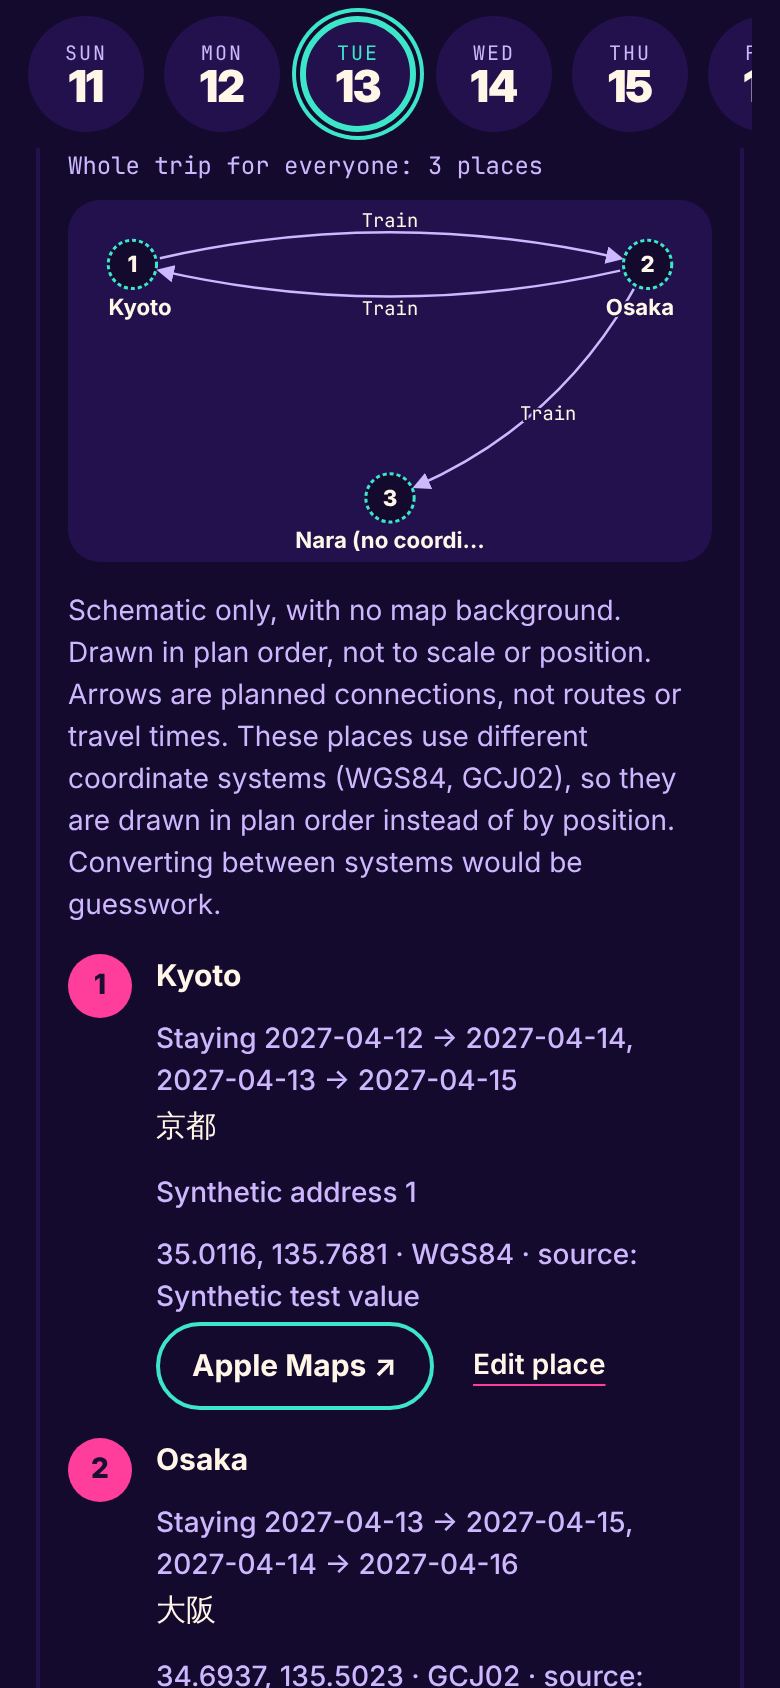 SUN
11
MON
12
TUE
13
WED
14
THU
15
Whole trip for everyone: 3 places
Train
1
2
Kyoto
Train
Osaka
Train
3
Nara (no coordi...
Schematic only, with no map background.
Drawn in plan order, not to scale or position.
Arrows are planned connections, not routes or
travel times. These places use different
coordinate systems (WGS84, GCJ02), so they
are drawn in plan order instead of by position.
Converting between systems would be
guesswork.
1
Kyoto
Staying 2027-04-12 → 2027-04-14,
2027-04-13 → 2027-04-15
京都
Synthetic address 1
35.0116, 135.7681 · WGS84 · source:
Synthetic test value
Apple Maps ↗
Edit place
2
Osaka
Staying 2027-04-13 → 2027-04-15,
2027-04-14 → 2027-04-16
大阪
34.6937, 135.5023 · GCJ02 · source: